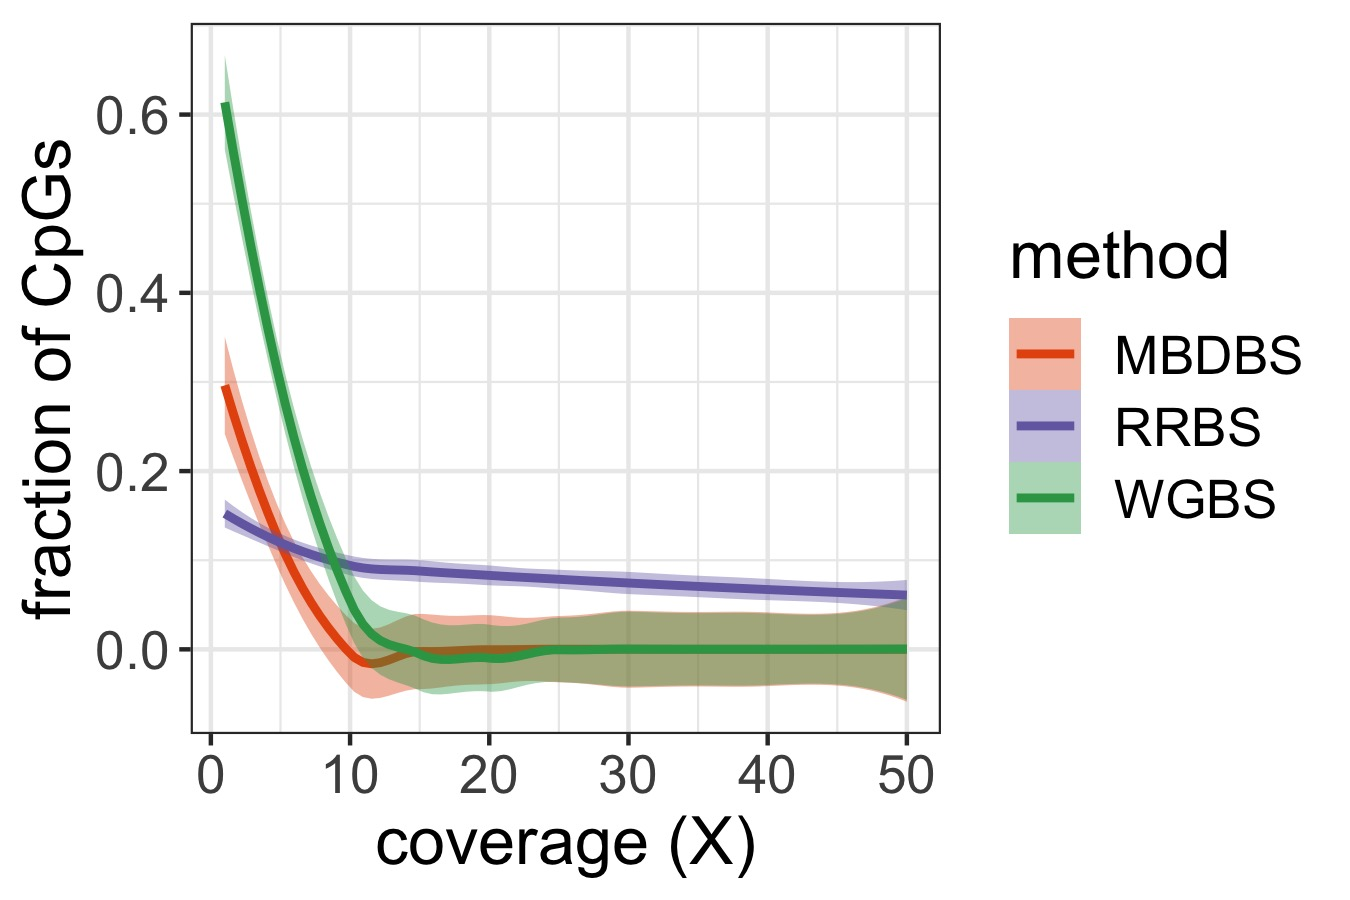 fraction of CpGs
0.6
0.4
0.2
0.0
0 10 20 30 40 50
coverage (X)
method
MBDBS
RRBS
WGBS